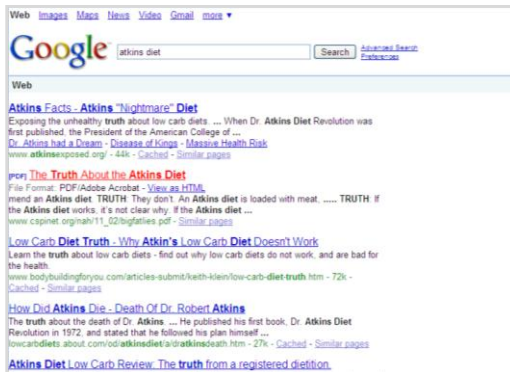 Web Images Maps News Video Gmail more ▼
Google atkins diet Search Advanced Search
Preferences
Web
Atkins Facts - Atkins "Nightmare" Diet
Exposing the unhealthy truth about low carb diets. ... When Dr. Atkins Diet Revolution was
first published, the President of the American College of ...
Dr. Atkins had a Dream - Disease of Kings - Massive Health Risk
www.atkinsexposed.org/ - 44k - Cached - Similar pages
[PDF] The Truth About the Atkins Diet
File Format: PDF/Adobe Acrobat - View as HTML
mend an Atkins diet. TRUTH: They don't. An Atkins diet is loaded with meat, ..... TRUTH: If
the Atkins diet works, it's not clear why. If the Atkins diet ...
www.cspinet.org/nah/11_02/bigfatlies.pdf - Similar pages
Low Carb Diet Truth - Why Atkin's Low Carb Diet Doesn't Work
Learn the truth about low carb diets - find out why low carb diets do not work, and are bad for
the health.
www.bodybuildingforyou.com/articles-submit/keith-klein/low-carb-diet-truth.htm - 72k -
Cached - Similar pages
How Did Atkins Die - Death Of Dr. Robert Atkins
The truth about the death of Dr. Atkins. ... He published his first book, Dr. Atkins Diet
Revolution in 1972, and stated that he followed his plan himself ...
lowcarbdiets.about.com/od/atkinsdiet/a/dratkinsdeath.htm - 27k - Cached - Similar pages
Atkins Diet Low Carb Review: The truth from a registered dietition.